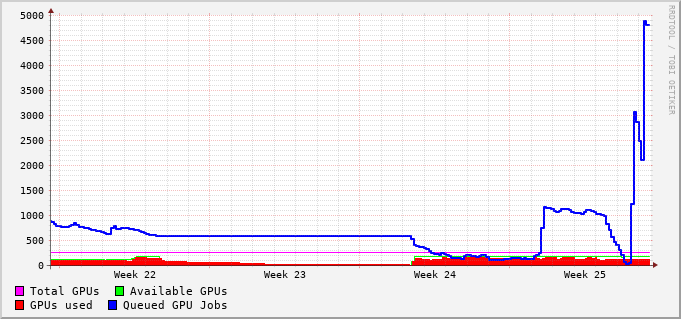 5000
4500
4000
3500
3000
2500
2000
1500
1000
500
0
Week 22 Week 23 Week 24 Week 25
Total GPUs Available GPUs
GPUs used Queued GPU Jobs
RRDTOOL / TOBI OETIKER